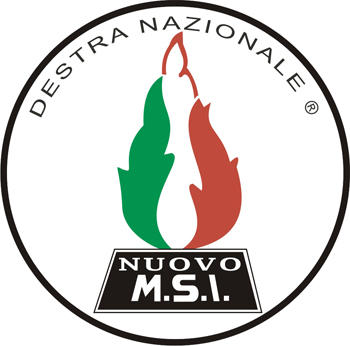 DESTRA NAZIONALE ®
NUOVO
M.S.I.